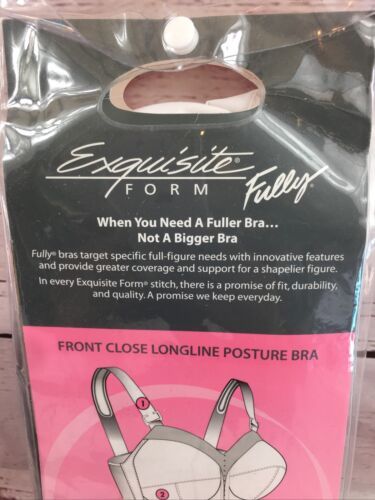 Exquisite®
FORM Fully®
When You Need A Fuller Bra...
Not A Bigger Bra
Fully® bras target specific full-figure needs with innovative features
and provide greater coverage and support for a shapelier figure.
In every Exquisite Form® stitch, there is a promise of fit, durability,
and quality. A promise we keep everyday.
FRONT CLOSE LONGLINE POSTURE BRA
1
2